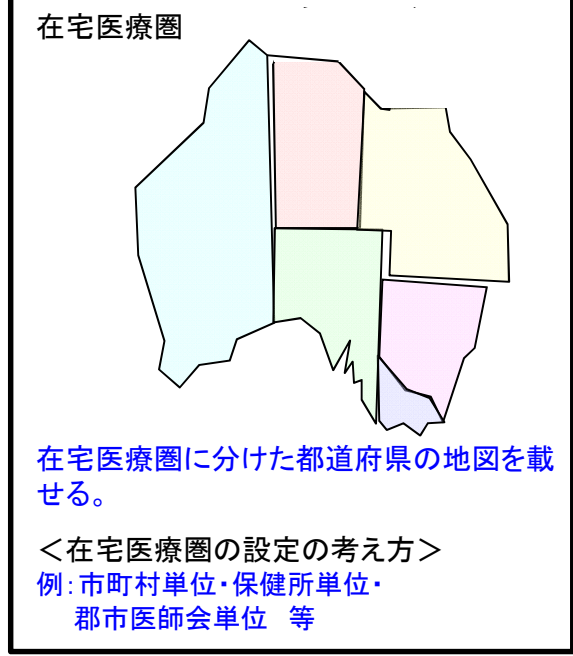 在宅医療圏
在宅医療圏に分けた都道府県の地図を載
せる。
＜在宅医療圏の設定の考え方＞
例：市町村単位・保健所単位・
郡市医師会単位　等